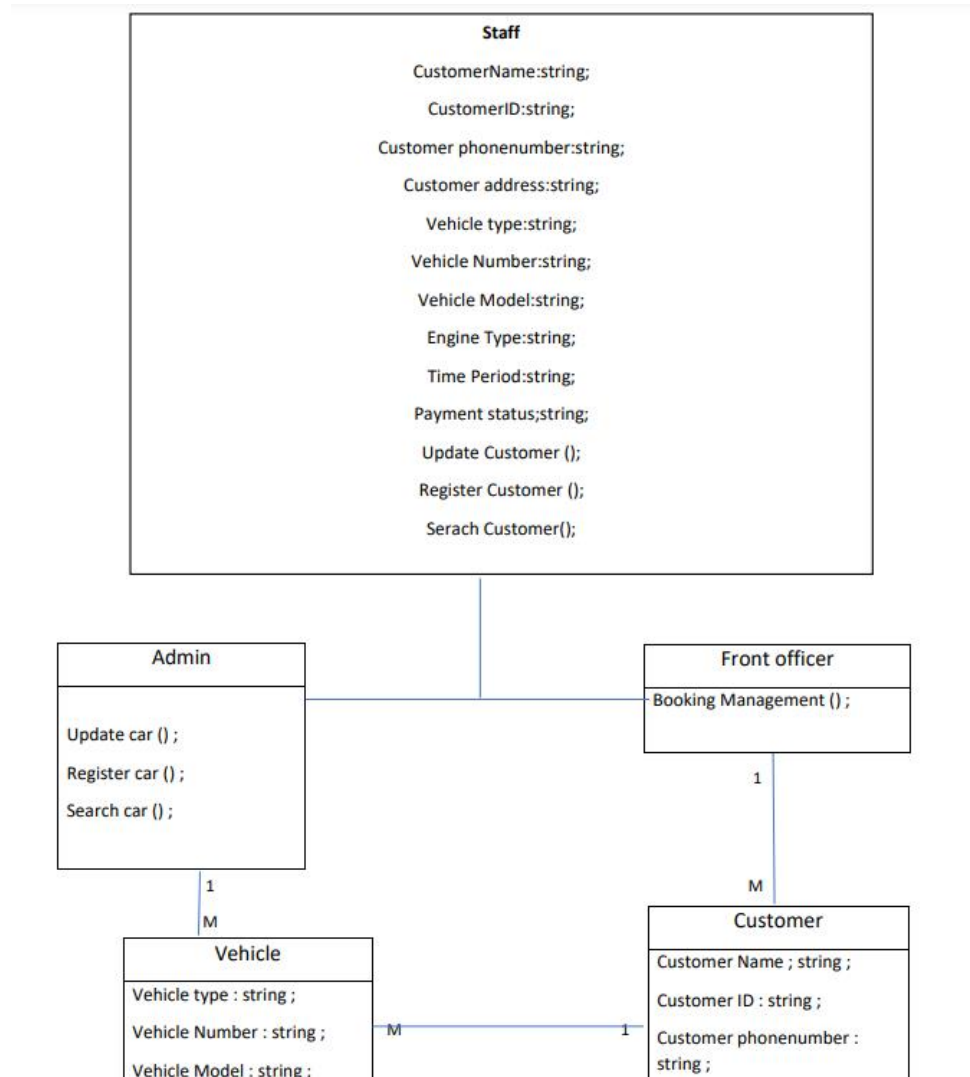 Staff
CustomerName:string;
CustomerID:string;
Customer phonenumber:string;
Customer address:string;
Vehicle type:string;
Vehicle Number:string;
Vehicle Model:string;
Engine Type:string;
Time Period:string;
Payment status;string;
Update Customer ();
Register Customer ();
Serach Customer();
Admin
Update car () ;
Register car () ;
Search car () ;
Front officer
Booking Management () ;
1
M
1
M
Vehicle
Vehicle type : string ;
Vehicle Number : string ;
Vehicle Model : string ;
M
1
Customer
Customer Name ; string ;
Customer ID : string ;
Customer phonenumber :
string ;